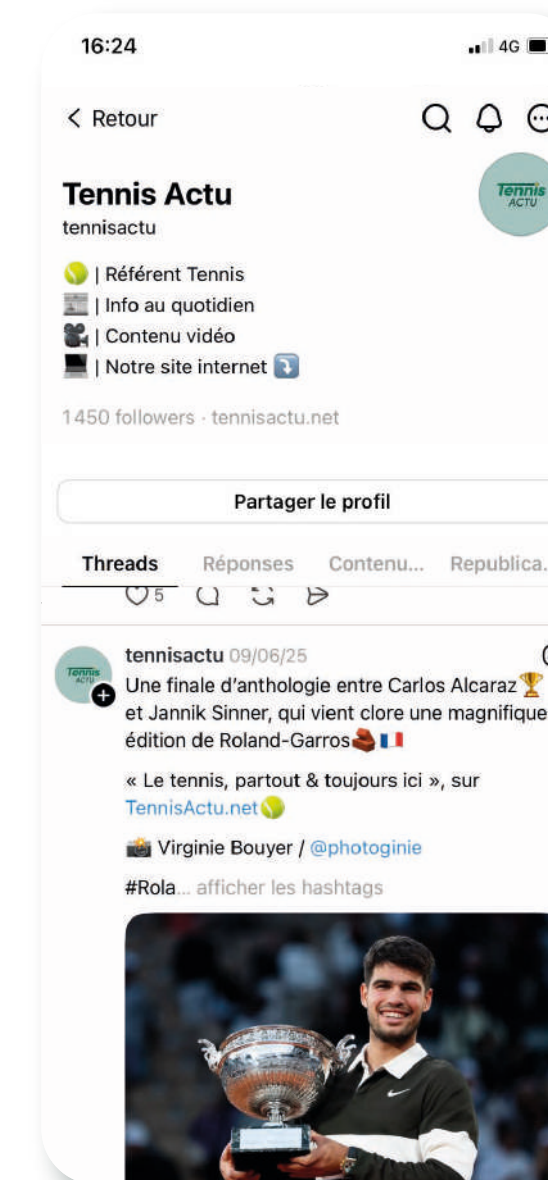 16:24
4G
Retour
Tennis Actu
Tennis
ACTU
tennisactu
| Référent Tennis
| Info au quotidien
| Contenu vidéo
| Notre site internet
1450 followers · tennisactu.net
Partager le profil
Threads Réponses Contenu... Republica...
5
Tennis
ACTU
tennisactu 09/06/25
Une finale d'anthologie entre Carlos Alcaraz
et Jannik Sinner, qui vient clore une magnifique
édition de Roland-Garros
« Le tennis, partout & toujours ici », sur
TennisActu.net
Virginie Bouyer / @photoginie
#Rola... afficher les hashtags